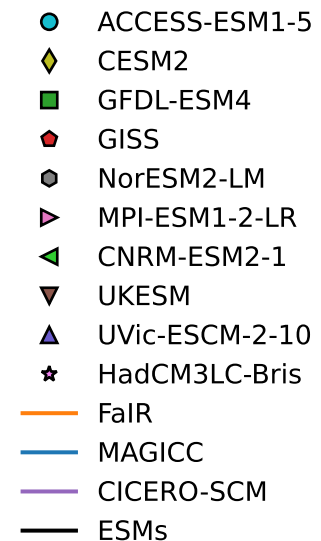 ACCESS-ESM1-5
CESM2
GFDL-ESM4
GISS
NorESM2-LM
MPI-ESM1-2-LR
CNRM-ESM2-1
UKESM
UVic-ESCM-2-10
HadCM3LC-Bris
FaIR
MAGICC
CICERO-SCM
ESMs